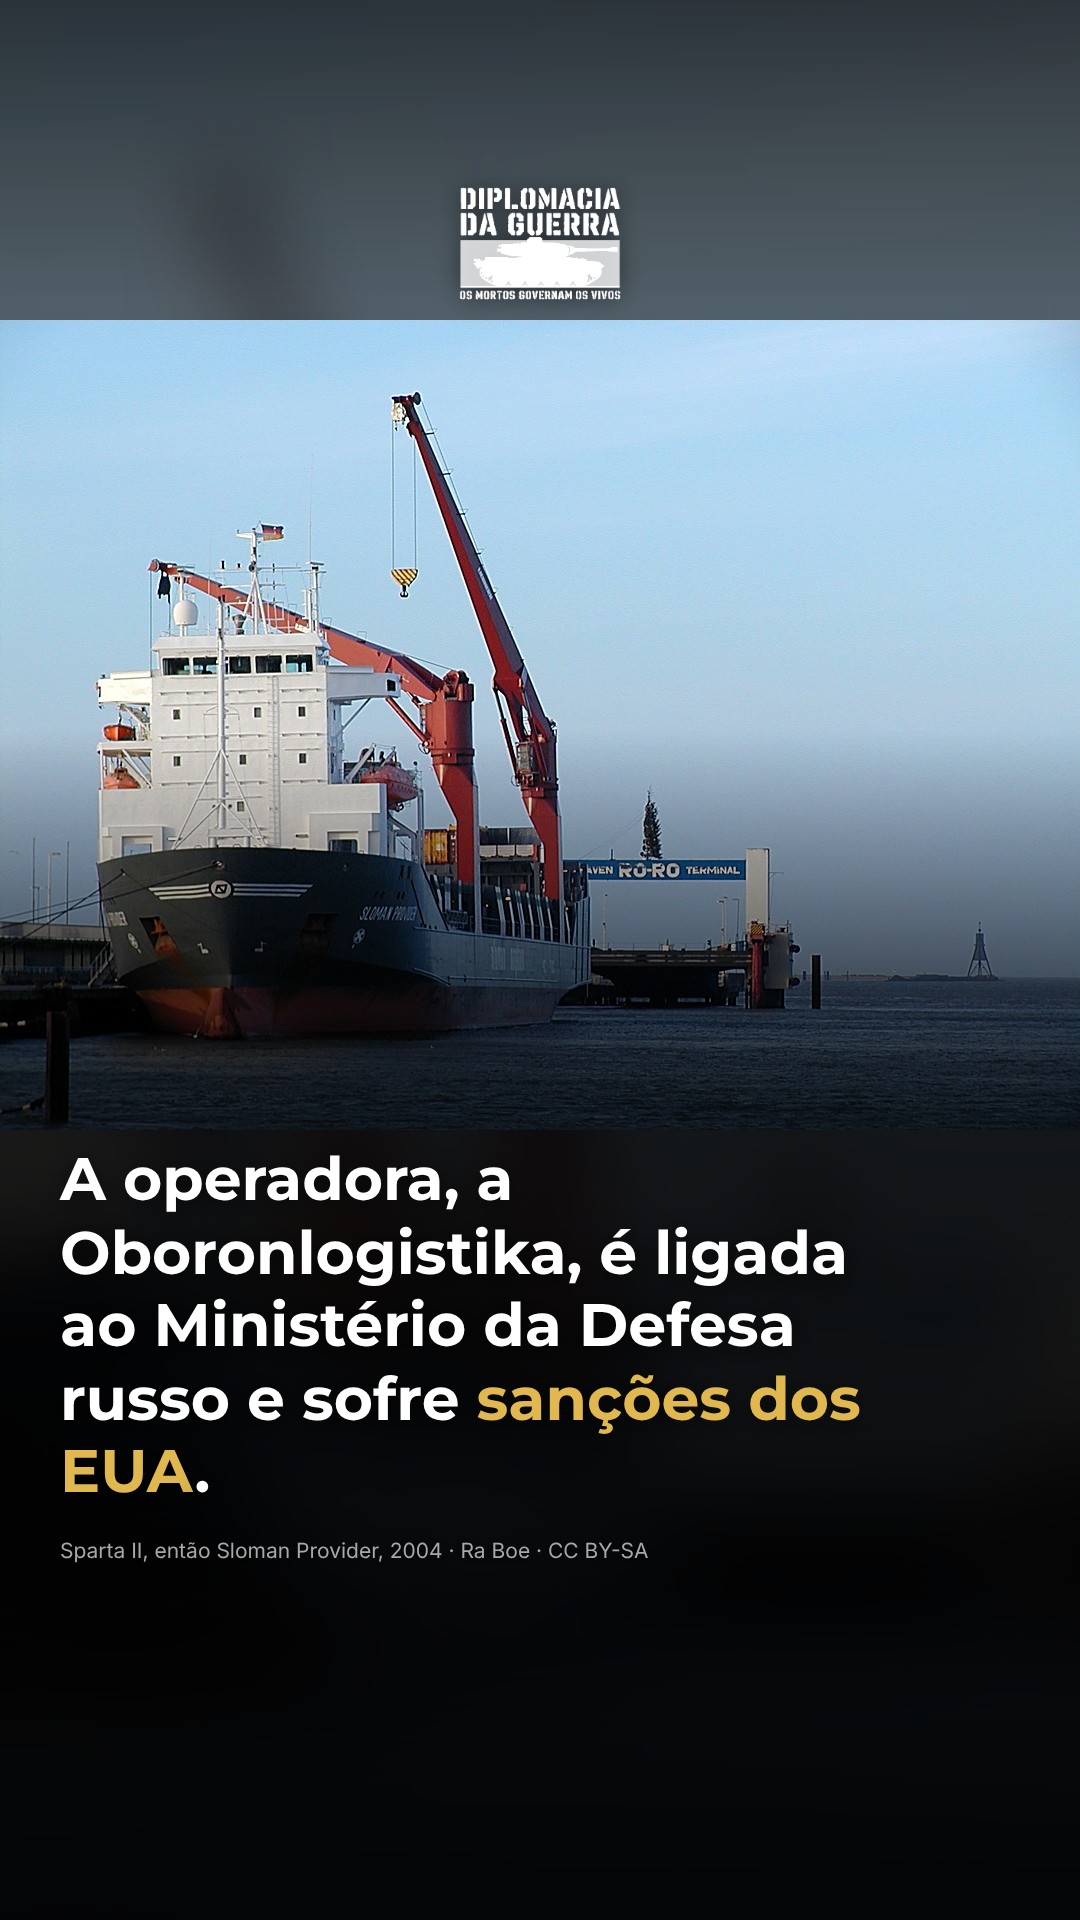 DIPLOMACIA
DA GUERRA
OS MORTOS GOVERNAM OS VIVOS
SLOMAN PROVIDER
AVEN RO-RO TERMINAL
A operadora, a
Oboronlogistika, é ligada
ao Ministério da Defesa
russo e sofre sanções dos
EUA.
Sparta II, então Sloman Provider, 2004 · Ra Boe · CC BY-SA